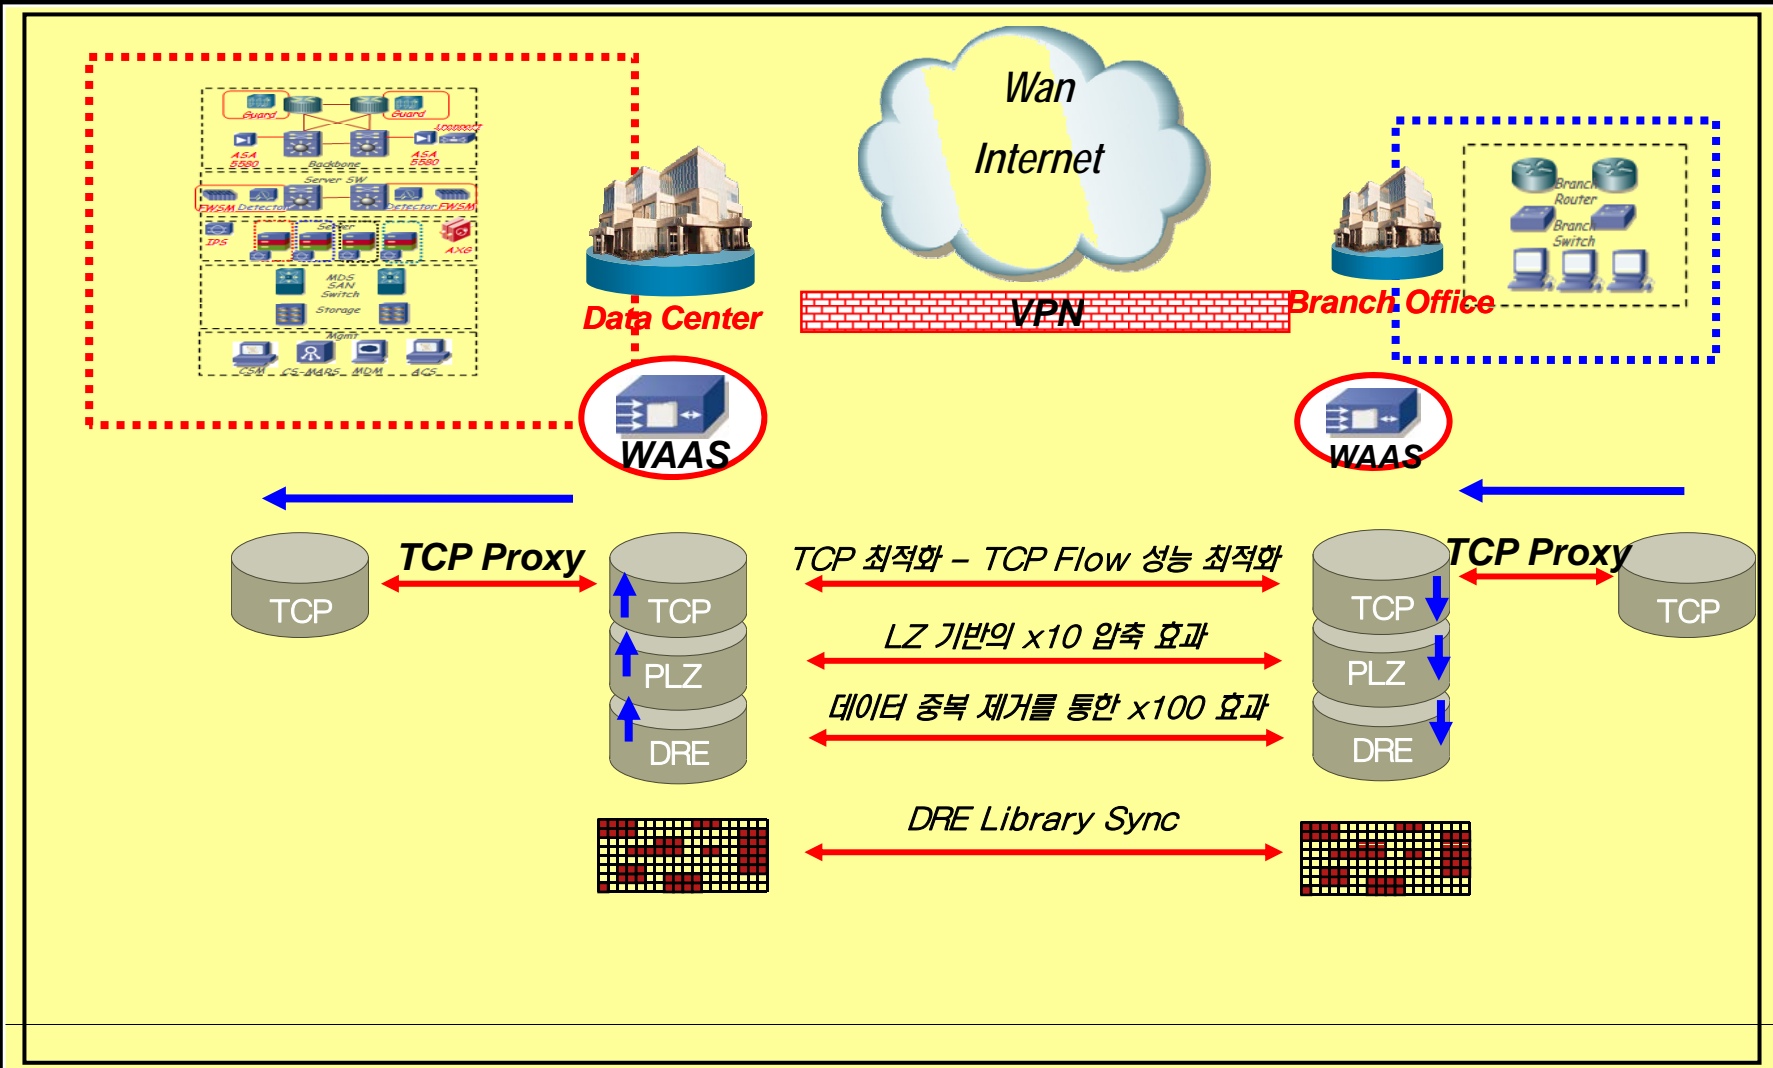 Wan
Internet
Guard
Guard
ASA
5580
ASA
5580
Backbone
Server SW
FWSM
Detector
Detector
FWSM
IPS
Server
AXG
MDS
SAN
Switch
Storage
Mgmt
CSM
CS-MARS
MDM
ACS
Data Center
VPN
Branch Office
Branch
Router
Branch
Switch
WAAS
WAAS
TCP
TCP Proxy
TCP
TCP 최적화 – TCP Flow 성능 최적화
TCP
TCP Proxy
TCP
PLZ
LZ 기반의 x10 압축 효과
PLZ
DRE
데이터 중복 제거를 통한 x100 효과
DRE
DRE Library Sync